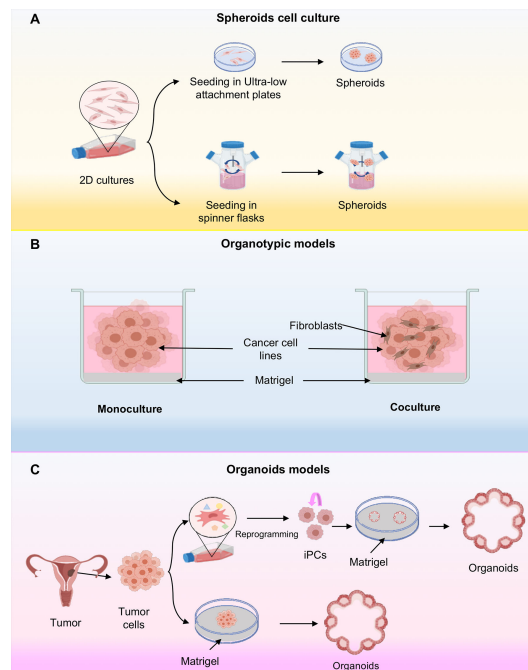 A
Spheroids cell culture
Seeding in Ultra-low
attachment plates
Spheroids
2D cultures
Seeding in
spinner flasks
Spheroids
B
Organotypic models
Fibroblasts
Cancer cell
lines
Matrigel
Monoculture
Coculture
C
Organoids models
Reprogramming
iPCs
Matrigel
Organoids
Tumor
Tumor
cells
Matrigel
Organoids